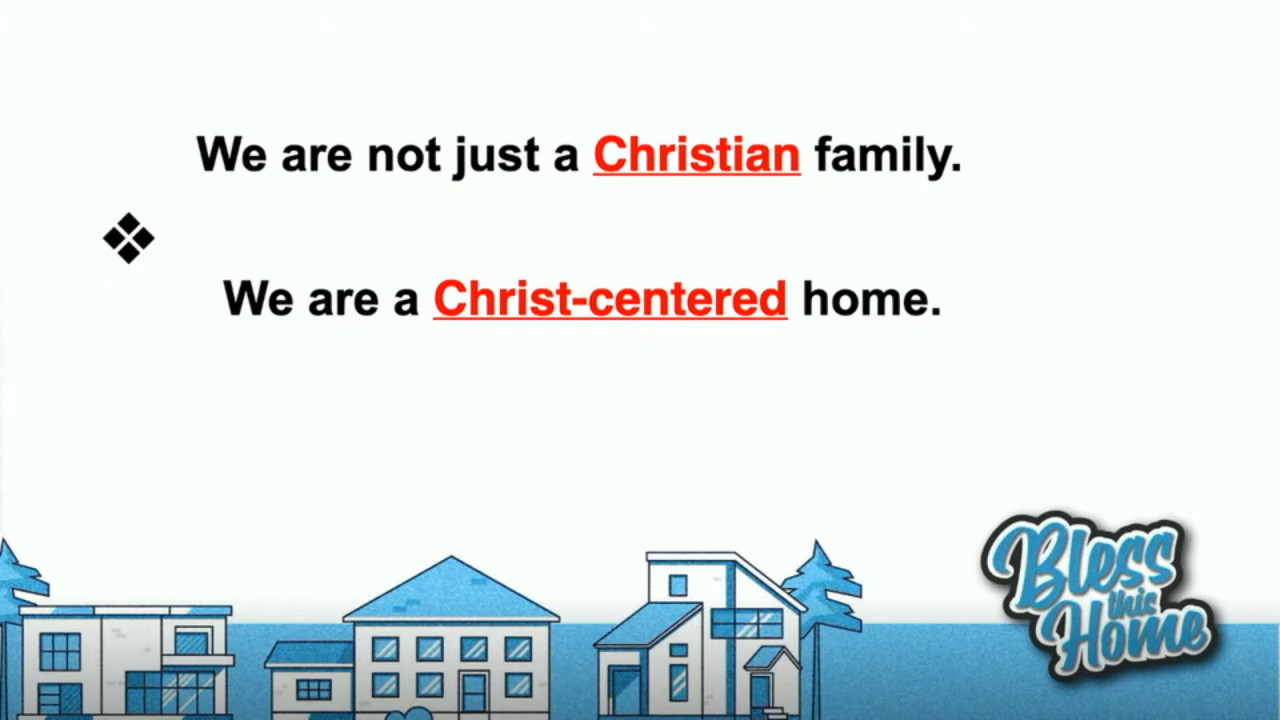 We are not just a Christian family.
❖
We are a Christ-centered home.
Bless
this
Home